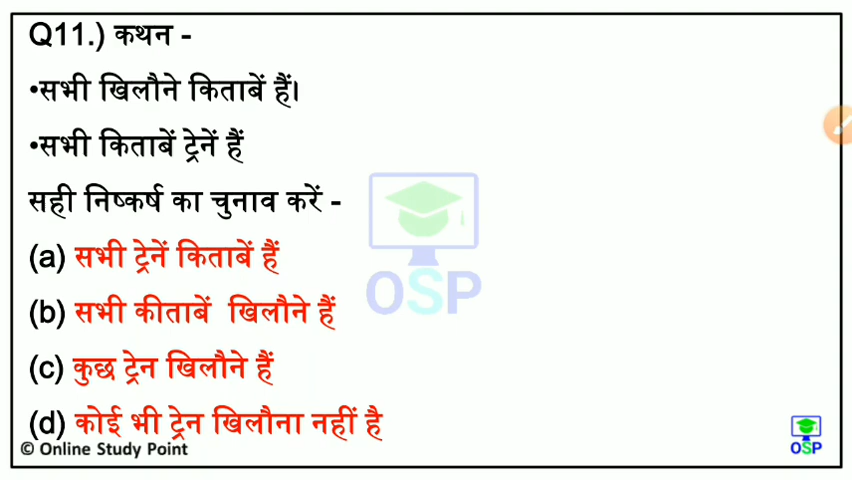 Q11.) कथन -
•सभी खिलौने किताबें हैं।
•सभी किताबें ट्रेनें हैं
सही निष्कर्ष का चुनाव करें -
(a) सभी ट्रेनें किताबें हैं
(b) सभी कीताबें खिलौने हैं
(c) कुछ ट्रेन खिलौने हैं
(d) कोई भी ट्रेन खिलौना नहीं है
OSP
OSP
© Online Study Point